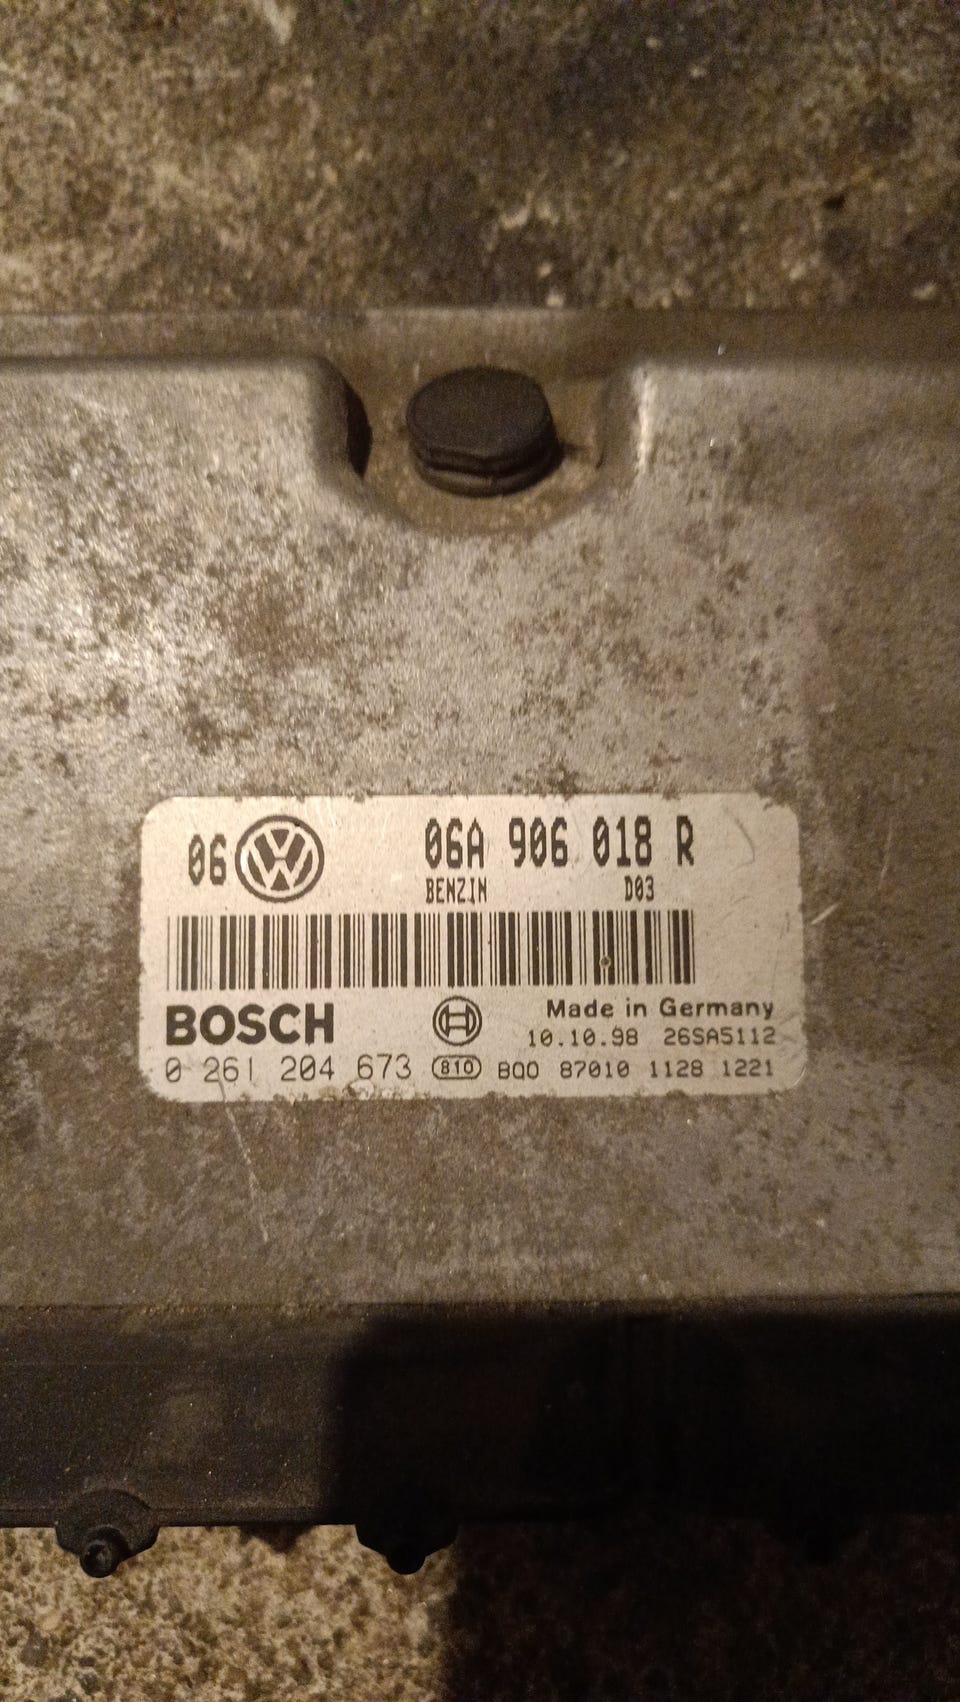 06 VW 06A 906 018 R
BENZIN D03
BOSCH Made in Germany
10.10.98 26SA5112
0 261 204 673 810 BQ0 87010 1128 1221